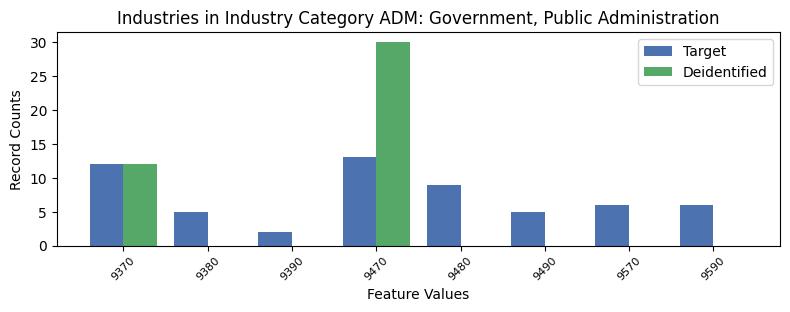 Industries in Industry Category ADM: Government, Public Administration
Target
Deidentified
Record Counts
30
25
20
15
10
5
0
9370 9380 9390 9470 9480 9490 9570 9590
Feature Values